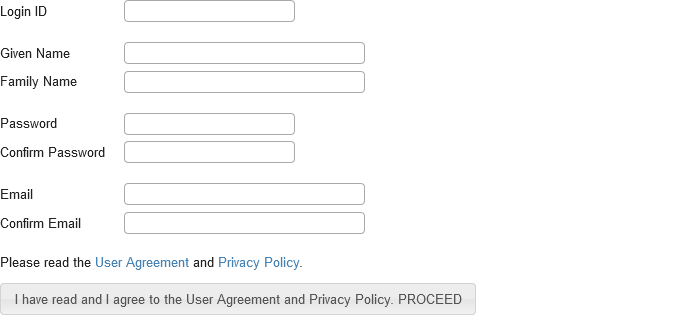 Login ID
Given Name
Family Name
Password
Confirm Password
Email
Confirm Email
Please read the User Agreement and Privacy Policy.
I have read and I agree to the User Agreement and Privacy Policy. PROCEED